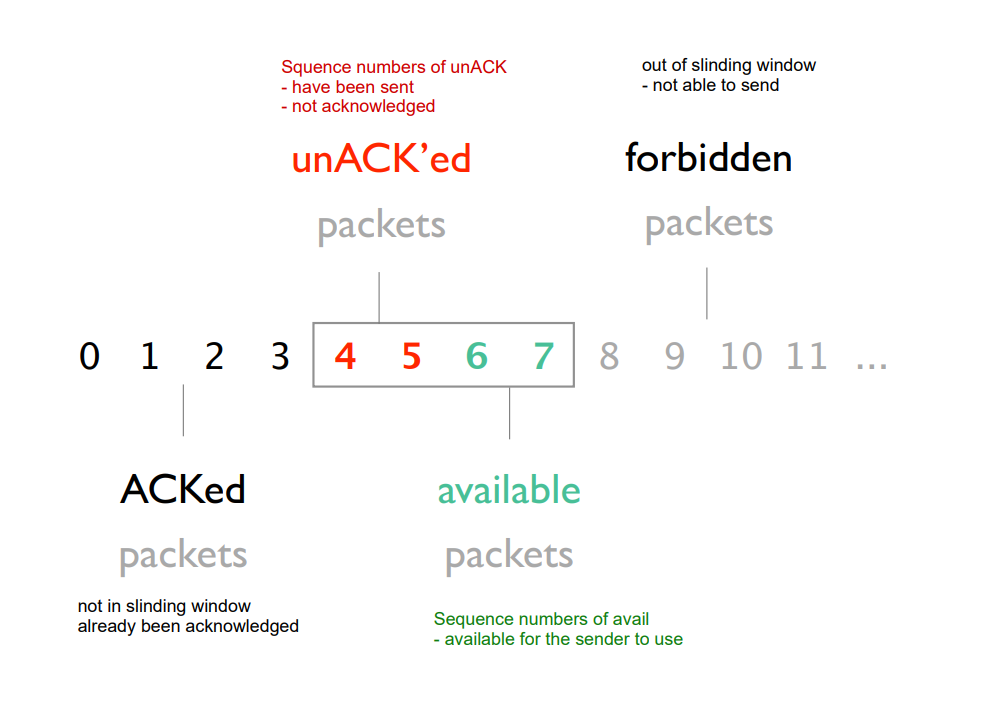 Squence numbers of unACK
- have been sent
- not acknowledged
out of slinding window
- not able to send
unACK’ed
packets
forbidden
packets
0 1 2 3 4 5 6 7 8 9 10 11 ...
ACKed
packets
not in slinding window
already been acknowledged
available
packets
Sequence numbers of avail
- available for the sender to use